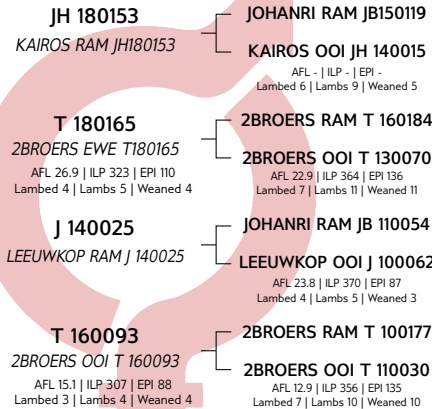 JH 180153
KAIROS RAM JH180153
JOHANRI RAM JB150119
KAIROS OOI JH 140015
AFL - | ILP - | EPI -
Lambed 6 | Lambs 9 | Weaned 5
T 180165
2BROERS EWE T180165
AFL 26.9 | ILP 323 | EPI 110
Lambed 4 | Lambs 5 | Weaned 4
2BROERS RAM T 160184
2BROERS OOI T 130070
AFL 22.9 | ILP 364 | EPI 136
Lambed 7 | Lambs 11 | Weaned 11
J 140025
LEEUWKOP RAM J 140025
JOHANRI RAM JB 110054
LEEUWKOP OOI J 100062
AFL 23.8 | ILP 370 | EPI 87
Lambed 4 | Lambs 5 | Weaned 3
T 160093
2BROERS OOI T 160093
AFL 15.1 | ILP 307 | EPI 88
Lambed 3 | Lambs 4 | Weaned 4
2BROERS RAM T 100177
2BROERS OOI T 110030
AFL 12.9 | ILP 356 | EPI 135
Lambed 7 | Lambs 10 | Weaned 10